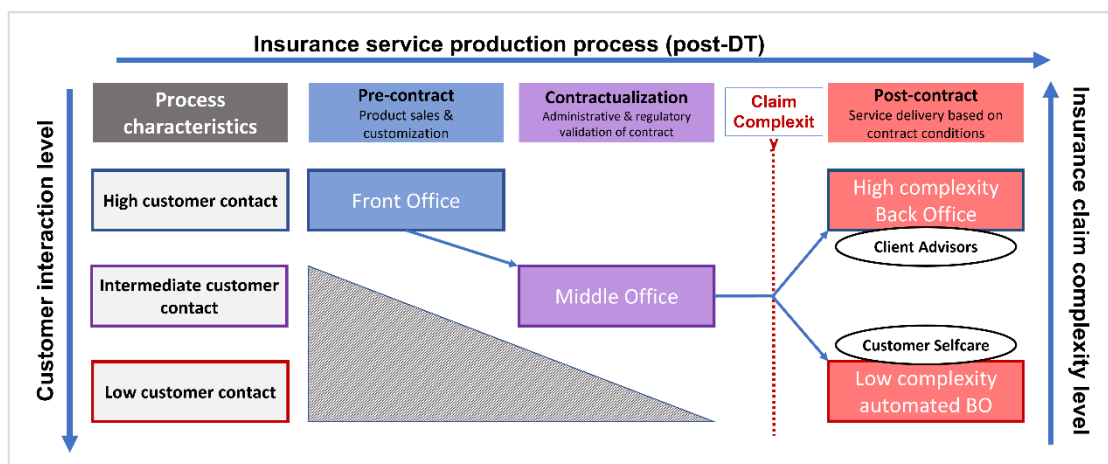 Insurance service production process (post-DT)
Customer interaction level
Insurance claim complexity level
Process
characteristics
Pre-contract
Product sales &
customization
Contractualization
Administrative & regulatory
validation of contract
Claim
Complexit
y
Post-contract
Service delivery based on
contract conditions
High customer contact
Front Office
High complexity
Back Office
Client Advisors
Intermediate customer
contact
Middle Office
Customer Selfcare
Low customer contact
Low complexity
automated BO